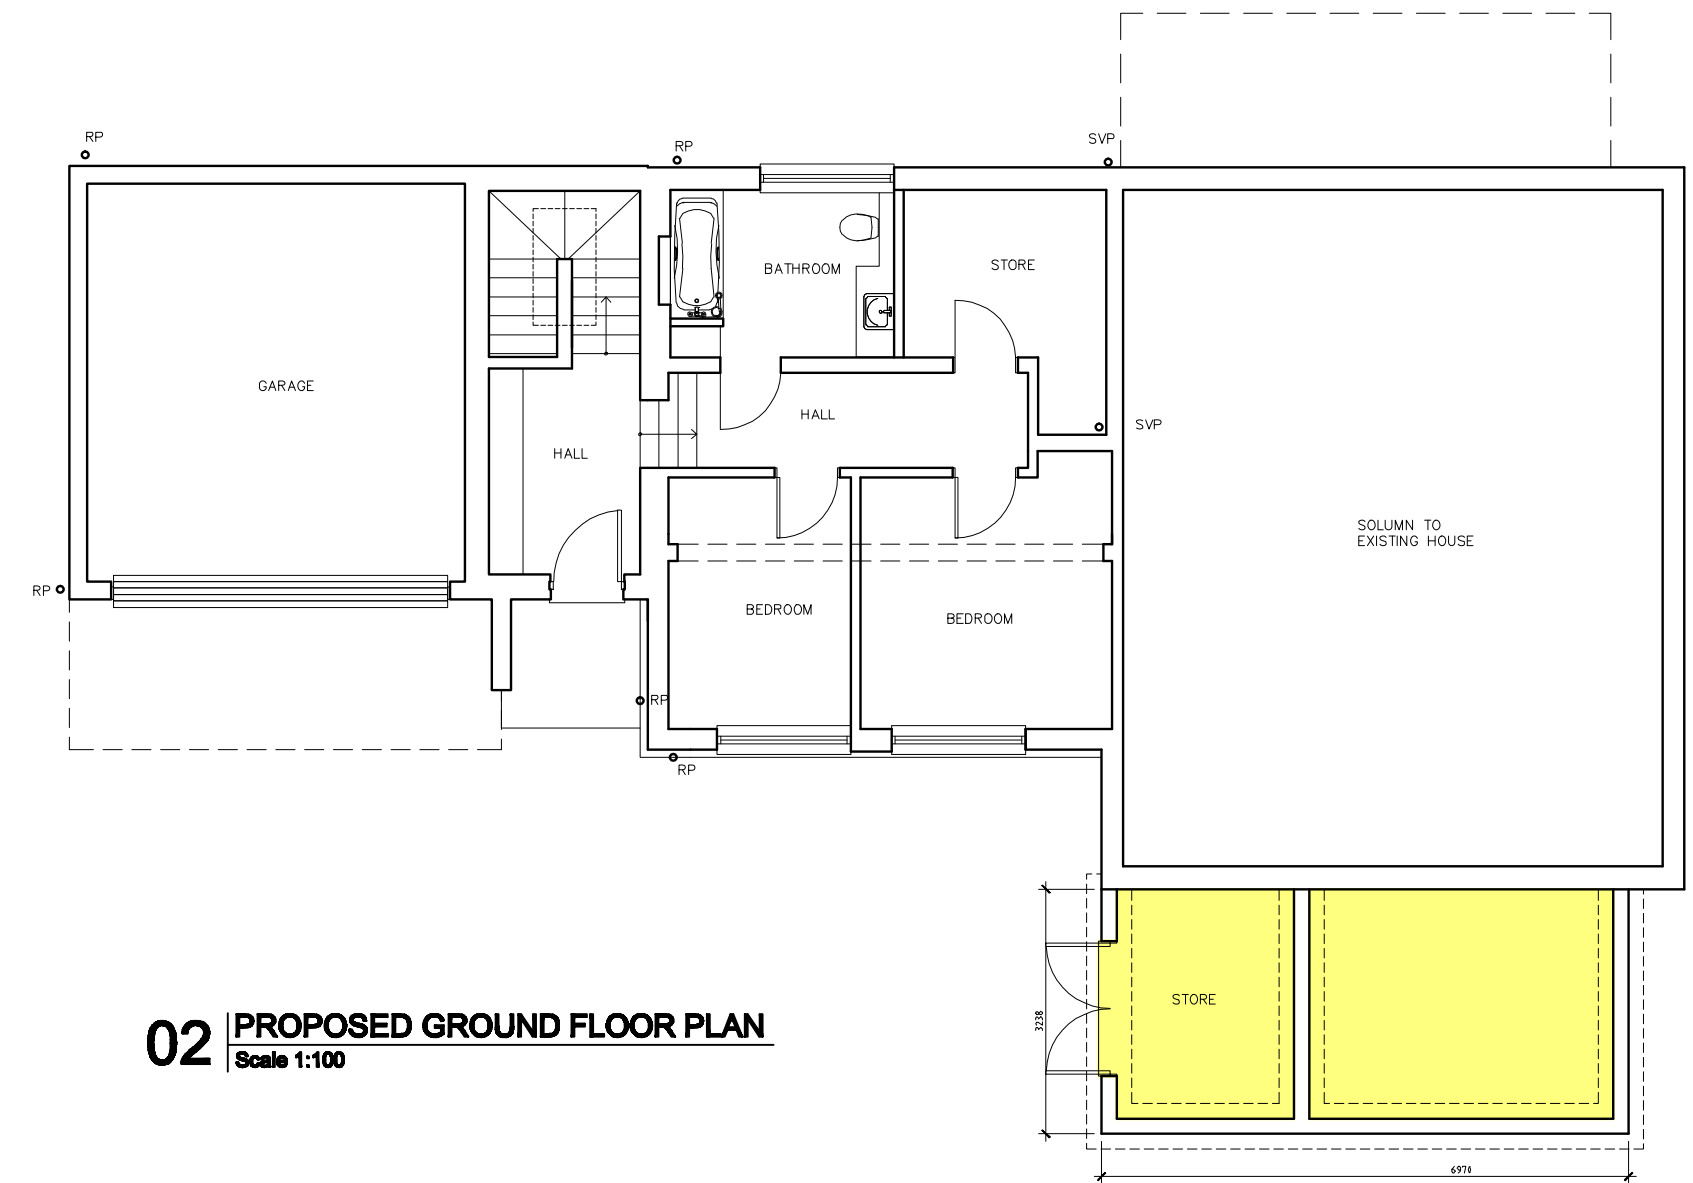 RP
RP
SVP
BATHROOM
STORE
GARAGE
HALL
SVP
HALL
SOLUMN TO
EXISTING HOUSE
RP
BEDROOM
BEDROOM
RP
RP
STORE
3238
02
PROPOSED GROUND FLOOR PLAN
Scale 1:100
6970